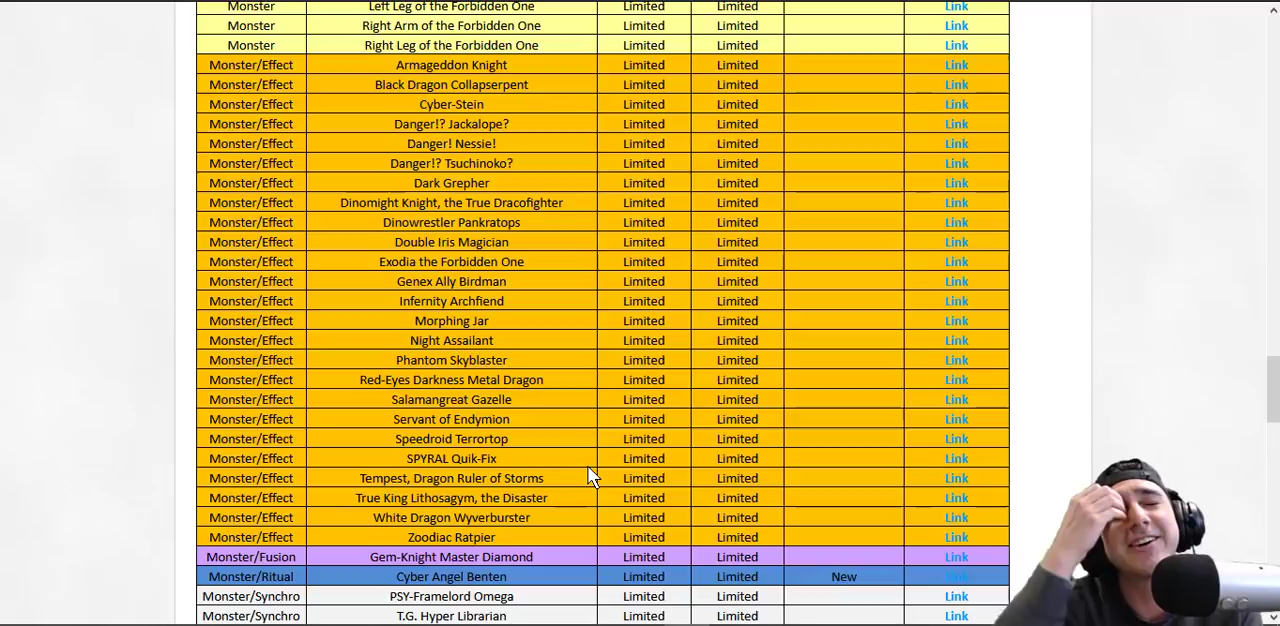 Monster Left Leg of the Forbidden One Limited Limited Link
Monster Right Arm of the Forbidden One Limited Limited Link
Monster Right Leg of the Forbidden One Limited Limited Link
Monster/Effect Armageddon Knight Limited Limited Link
Monster/Effect Black Dragon Collapserpent Limited Limited Link
Monster/Effect Cyber-Stein Limited Limited Link
Monster/Effect Danger!? Jackalope? Limited Limited Link
Monster/Effect Danger! Nessie! Limited Limited Link
Monster/Effect Danger!? Tsuchinoko? Limited Limited Link
Monster/Effect Dark Grepher Limited Limited Link
Monster/Effect Dinomight Knight, the True Dracofighter Limited Limited Link
Monster/Effect Dinowrestler Pankratops Limited Limited Link
Monster/Effect Double Iris Magician Limited Limited Link
Monster/Effect Exodia the Forbidden One Limited Limited Link
Monster/Effect Genex Ally Birdman Limited Limited Link
Monster/Effect Infernity Archfiend Limited Limited Link
Monster/Effect Morphing Jar Limited Limited Link
Monster/Effect Night Assailant Limited Limited Link
Monster/Effect Phantom Skyblaster Limited Limited Link
Monster/Effect Red-Eyes Darkness Metal Dragon Limited Limited Link
Monster/Effect Salamangreat Gazelle Limited Limited Link
Monster/Effect Servant of Endymion Limited Limited Link
Monster/Effect Speedroid Terrortop Limited Limited Link
Monster/Effect SPYRAL Quik-Fix Limited Limited Link
Monster/Effect Tempest, Dragon Ruler of Storms Limited Limited Link
Monster/Effect True King Lithosagym, the Disaster Limited Limited Link
Monster/Effect White Dragon Wyverburster Limited Limited Link
Monster/Effect Zoodiac Ratpier Limited Limited Link
Monster/Fusion Gem-Knight Master Diamond Limited Limited Link
Monster/Ritual Cyber Angel Benten Limited Limited New Link
Monster/Synchro PSY-Framelord Omega Limited Limited Link
Monster/Synchro T.G. Hyper Librarian Limited Limited Link